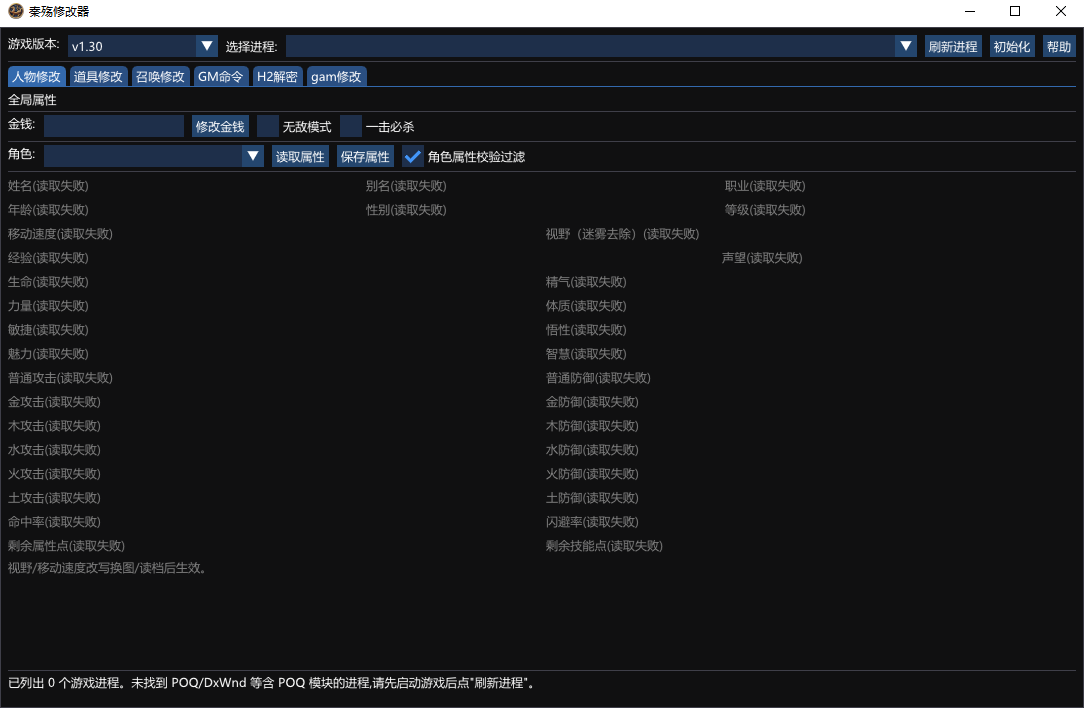 秦殇修改器
游戏版本: v1.30 选择进程: 刷新进程 初始化 帮助
人物修改 道具修改 召唤修改 GM命令 H2解密 gam修改
全局属性
金钱: 修改金钱 无敌模式 一击必杀
角色: 读取属性 保存属性 角色属性校验过滤
姓名(读取失败) 别名(读取失败) 职业(读取失败)
年龄(读取失败) 性别(读取失败) 等级(读取失败)
移动速度(读取失败) 视野（迷雾去除）(读取失败)
经验(读取失败) 声望(读取失败)
生命(读取失败) 精气(读取失败)
力量(读取失败) 体质(读取失败)
敏捷(读取失败) 悟性(读取失败)
魅力(读取失败) 智慧(读取失败)
普通攻击(读取失败) 普通防御(读取失败)
金攻击(读取失败) 金防御(读取失败)
木攻击(读取失败) 木防御(读取失败)
水攻击(读取失败) 水防御(读取失败)
火攻击(读取失败) 火防御(读取失败)
土攻击(读取失败) 土防御(读取失败)
命中率(读取失败) 闪避率(读取失败)
剩余属性点(读取失败) 剩余技能点(读取失败)
视野/移动速度改写换图/读档后生效。
已列出 0 个游戏进程。未找到 POQ/DxWnd 等含 POQ 模块的进程,请先启动游戏后点"刷新进程"。